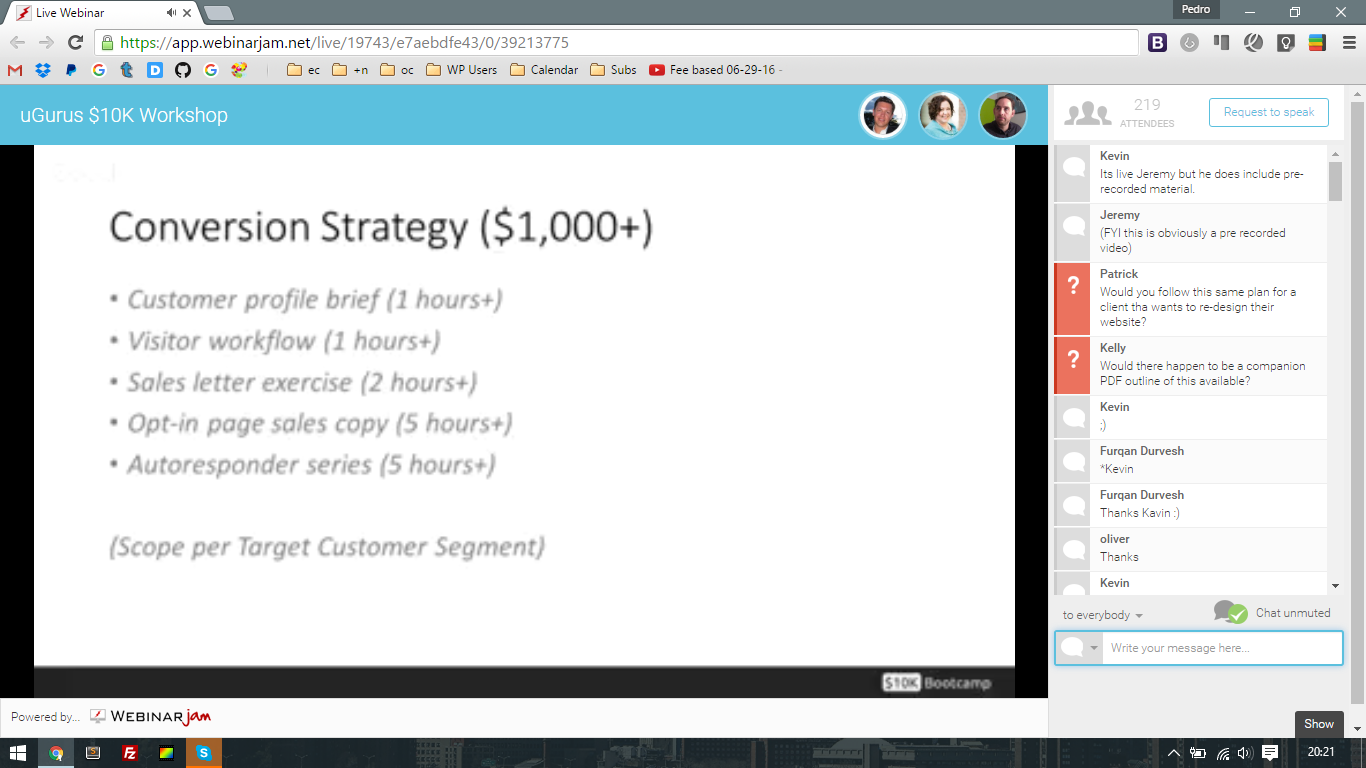 Live Webinar
Pedro
https://app.webinarjam.net/live/19743/e7aebdfe43/0/39213775
ec
+n
oc
WP Users
Calendar
Subs
Fee based 06-29-16 -
uGurus $10K Workshop
219
ATTENDEES
Request to speak
Conversion Strategy ($1,000+)
• Customer profile brief (1 hours+)
• Visitor workflow (1 hours+)
• Sales letter exercise (2 hours+)
• Opt-in page sales copy (5 hours+)
• Autoresponder series (5 hours+)
(Scope per Target Customer Segment)
$10K Bootcamp
Kevin
Its live Jeremy but he does include pre-
recorded material.
Jeremy
(FYI this is obviously a pre recorded
video)
?
Patrick
Would you follow this same plan for a
client tha wants to re-design their
website?
?
Kelly
Would there happen to be a companion
PDF outline of this available?
Kevin
;)
Furqan Durvesh
*Kevin
Furqan Durvesh
Thanks Kavin :)
oliver
Thanks
Kevin
to everybody
Chat unmuted
Write your message here...
Powered by... WEBINARjam
Show
20:21